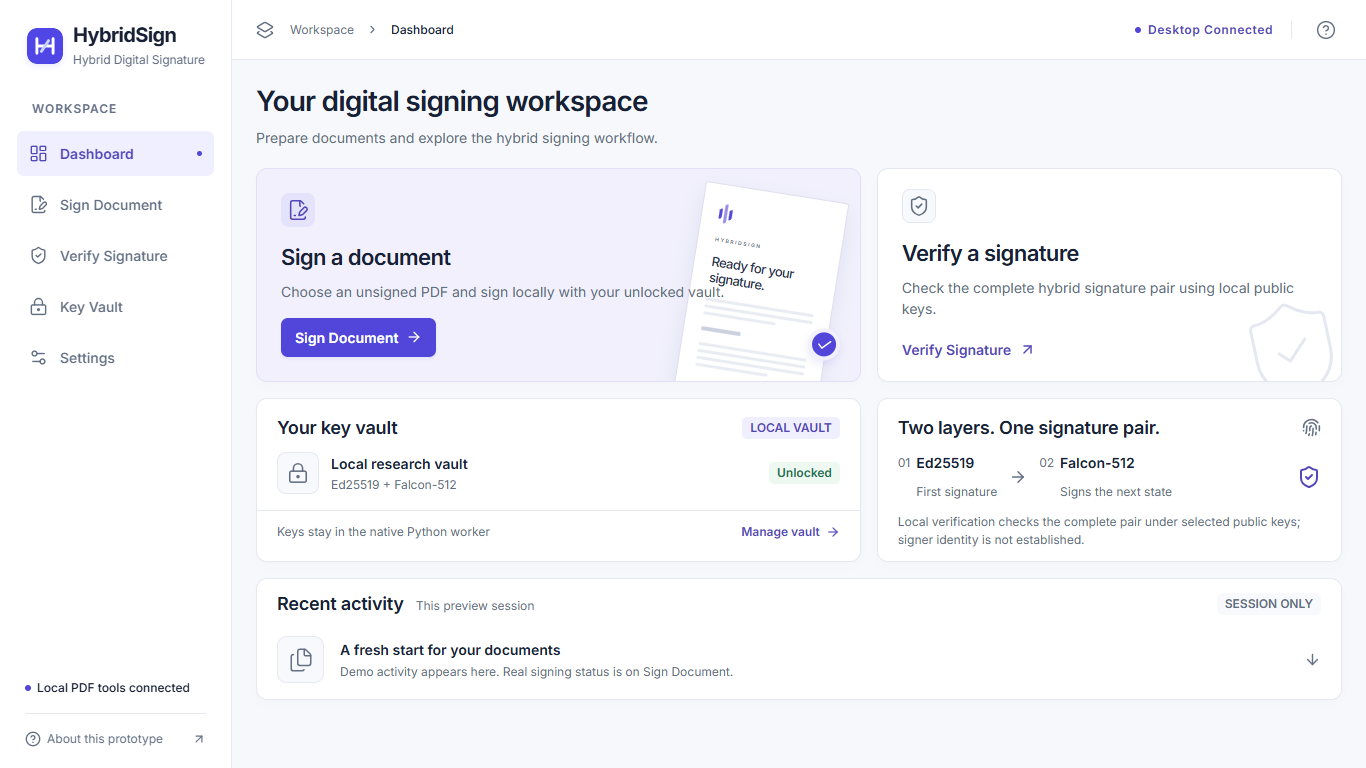 HybridSign
Hybrid Digital Signature
WORKSPACE
Dashboard
Sign Document
Verify Signature
Key Vault
Settings
Local PDF tools connected
About this prototype
Workspace > Dashboard
Desktop Connected
Your digital signing workspace
Prepare documents and explore the hybrid signing workflow.
Sign a document
Choose an unsigned PDF and sign locally with your unlocked vault.
Sign Document
HYBRIDSIGN
Ready for your
signature.
Verify a signature
Check the complete hybrid signature pair using local public
keys.
Verify Signature
Your key vault
LOCAL VAULT
Local research vault
Ed25519 + Falcon-512
Unlocked
Keys stay in the native Python worker
Manage vault
Two layers. One signature pair.
01 Ed25519
First signature
02 Falcon-512
Signs the next state
Local verification checks the complete pair under selected public keys;
signer identity is not established.
Recent activity This preview session
SESSION ONLY
A fresh start for your documents
Demo activity appears here. Real signing status is on Sign Document.